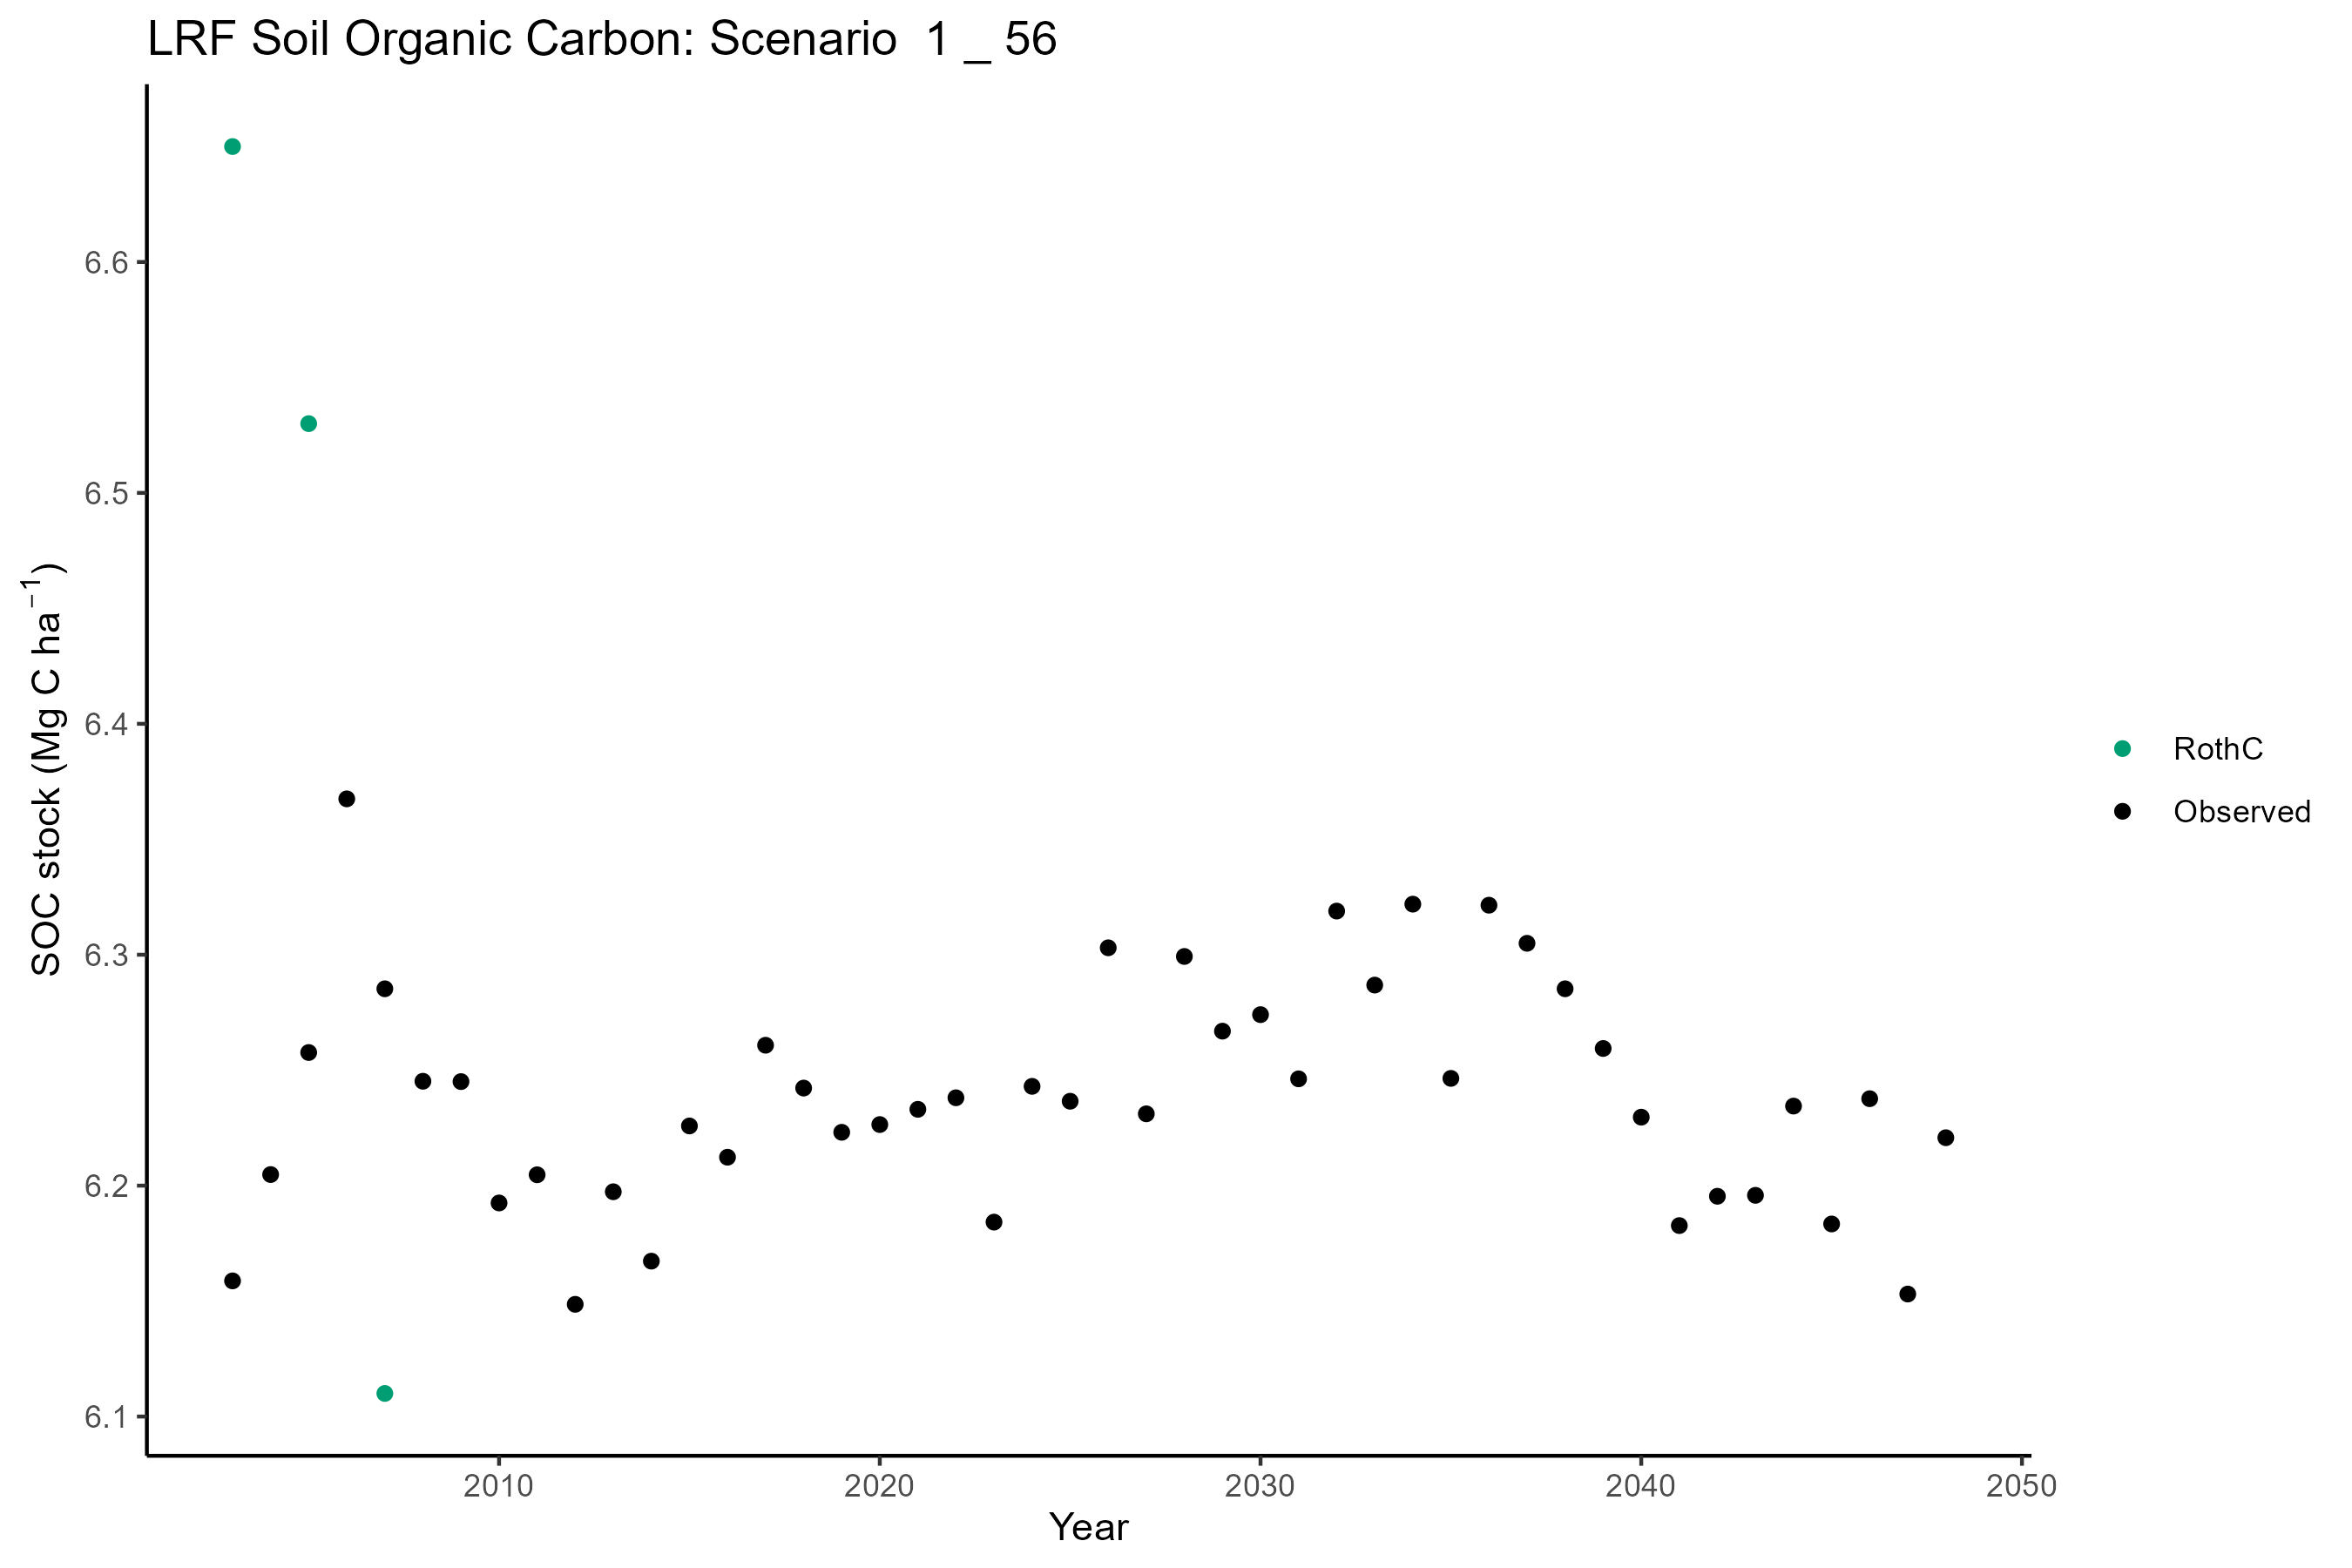 LRF Soil Organic Carbon: Scenario 1 _ 56
SOC stock (Mg C ha⁻¹)
6.6
6.5
6.4
6.3
6.2
6.1
RothC
Observed
2010 2020 2030 2040 2050
Year